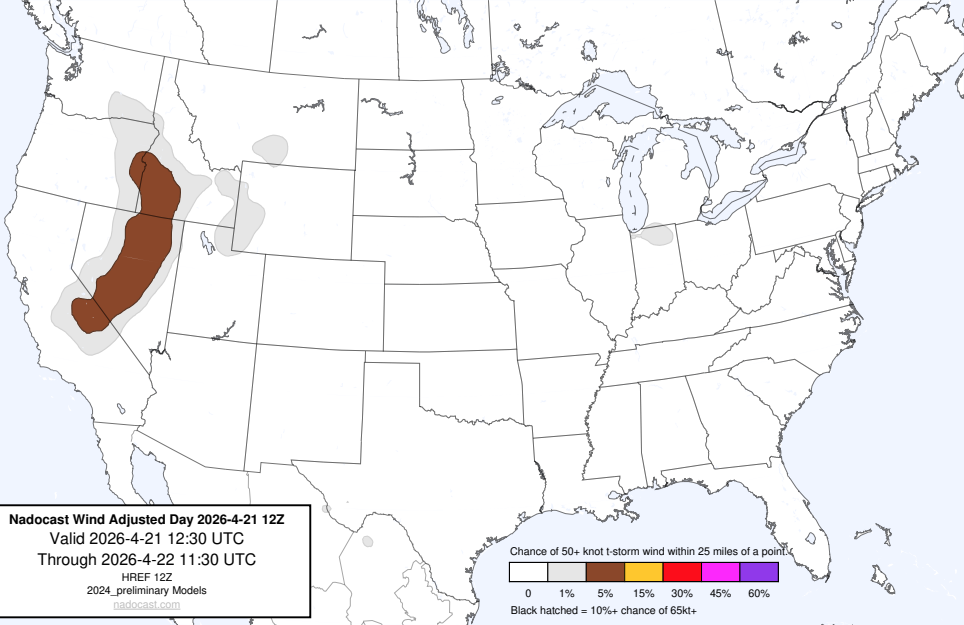 Nadocast Wind Adjusted Day 2026-4-21 12Z
Valid 2026-4-21 12:30 UTC
Through 2026-4-22 11:30 UTC
HREF 12Z
2024_preliminary Models
nadocast.com
Chance of 50+ knot t-storm wind within 25 miles of a point.
0 1% 5% 15% 30% 45% 60%
Black hatched = 10%+ chance of 65kt+